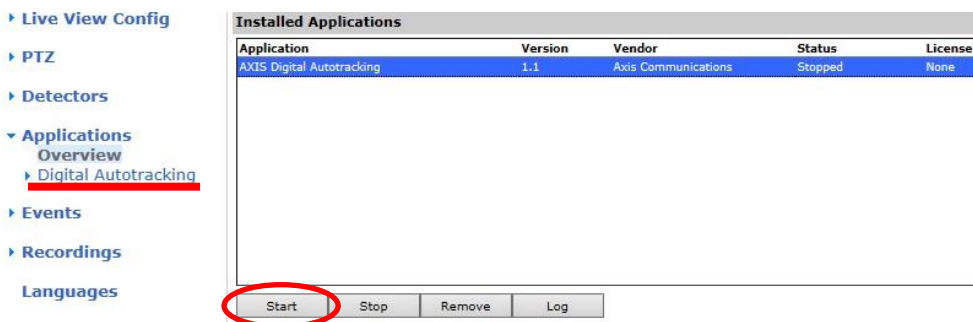 Live View Config
PTZ
Detectors
Applications
Overview
Digital Autotracking
Events
Recordings
Languages
Installed Applications
Application Version Vendor Status License
AXIS Digital Autotracking 1.1 Axis Communications Stopped None
Start Stop Remove Log